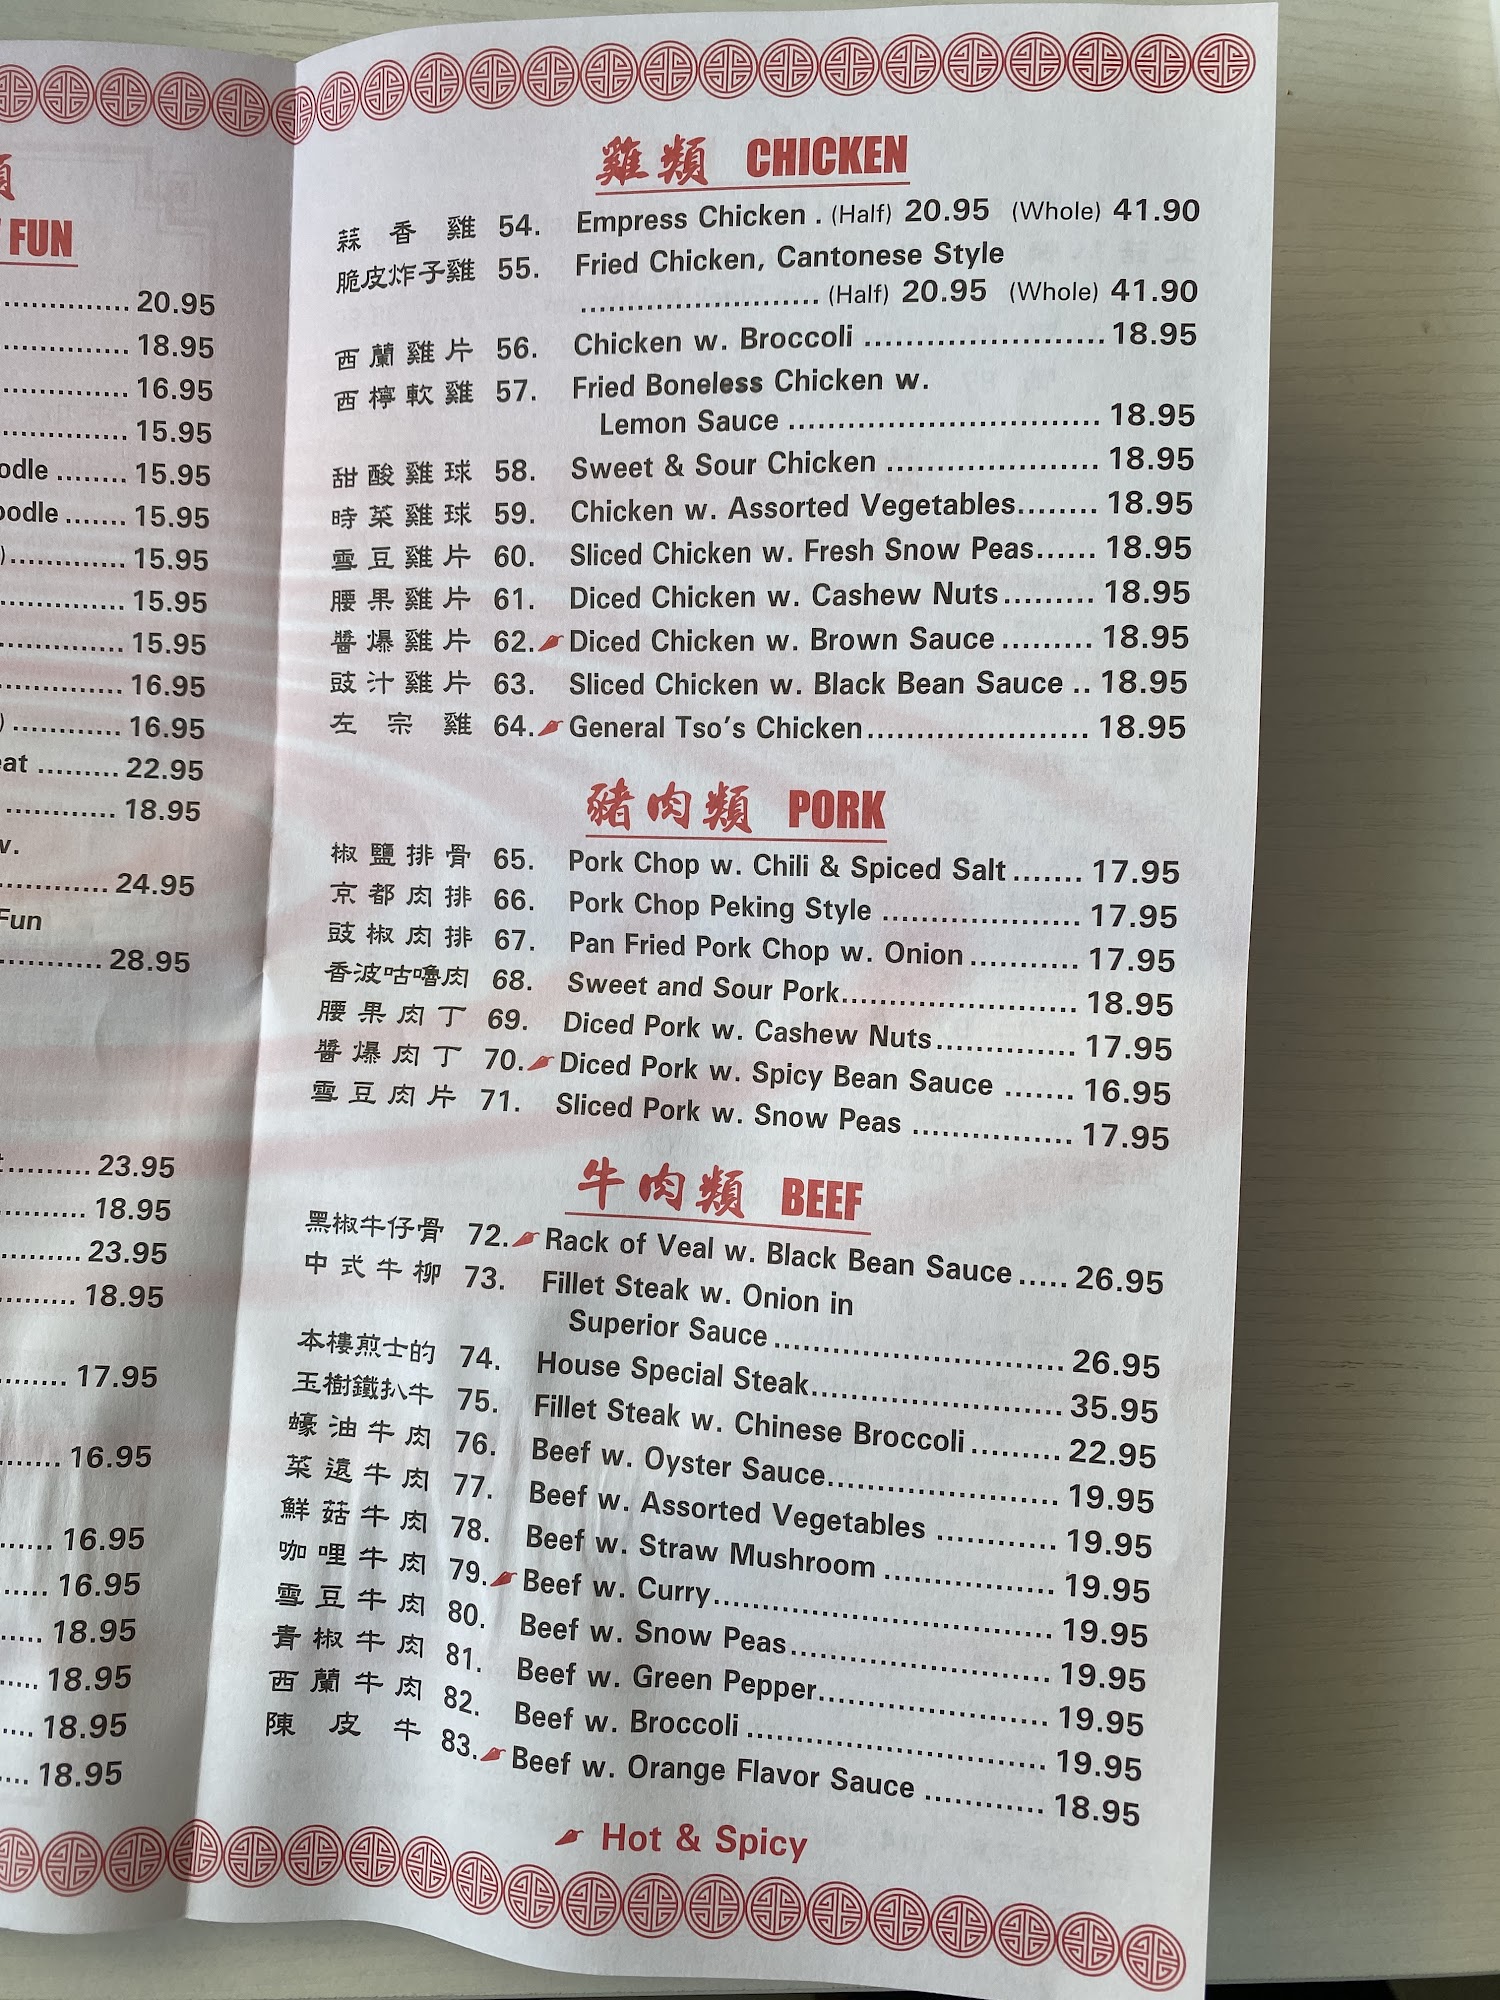 類
FUN
20.95
18.95
16.95
15.95
odle ........ 15.95
oodle ....... 15.95
)............... 15.95
15.95
15.95
16.95
) .............. 16.95
eat ......... 22.95
18.95
w.
24.95
Fun
28.95
23.95
18.95
23.95
18.95
17.95
16.95
16.95
16.95
18.95
18.95
18.95
18.95
雞類 CHICKEN
蒜香雞 54. Empress Chicken . (Half) 20.95 (Whole) 41.90
脆皮炸子雞 55. Fried Chicken, Cantonese Style
.......................... (Half) 20.95 (Whole) 41.90
西蘭雞片 56. Chicken w. Broccoli ........................ 18.95
西檸軟雞 57. Fried Boneless Chicken w.
Lemon Sauce ................................ 18.95
甜酸雞球 58. Sweet & Sour Chicken ...................... 18.95
時菜雞球 59. Chicken w. Assorted Vegetables........ 18.95
雪豆雞片 60. Sliced Chicken w. Fresh Snow Peas...... 18.95
腰果雞片 61. Diced Chicken w. Cashew Nuts......... 18.95
醬爆雞片 62. Diced Chicken w. Brown Sauce ......... 18.95
豉汁雞片 63. Sliced Chicken w. Black Bean Sauce .. 18.95
左宗雞 64. General Tso's Chicken...................... 18.95
豬肉類 PORK
椒鹽排骨 65. Pork Chop w. Chili & Spiced Salt ....... 17.95
京都肉排 66. Pork Chop Peking Style .................... 17.95
豉椒肉排 67. Pan Fried Pork Chop w. Onion ........... 17.95
香波咕嚕肉 68. Sweet and Sour Pork........................ 18.95
腰果肉丁 69. Diced Pork w. Cashew Nuts.............. 17.95
醬爆肉丁 70. Diced Pork w. Spicy Bean Sauce ....... 16.95
雪豆肉片 71. Sliced Pork w. Snow Peas ................ 17.95
牛肉類 BEEF
黑椒牛仔骨 72. Rack of Veal w. Black Bean Sauce ..... 26.95
中式牛柳 73. Fillet Steak w. Onion in
Superior Sauce ............................. 26.95
本樓煎士的 74. House Special Steak......................... 35.95
玉樹鐵扒牛 75. Fillet Steak w. Chinese Broccoli ......... 22.95
蠔油牛肉 76. Beef w. Oyster Sauce....................... 19.95
菜遠牛肉 77. Beef w. Assorted Vegetables ............ 19.95
鮮菇牛肉 78. Beef w. Straw Mushroom ................. 19.95
咖哩牛肉 79. Beef w. Curry.................................. 19.95
雪豆牛肉 80. Beef w. Snow Peas.......................... 19.95
青椒牛肉 81. Beef w. Green Pepper....................... 19.95
西蘭牛肉 82. Beef w. Broccoli .............................. 19.95
陳皮牛 83. Beef w. Orange Flavor Sauce ............ 18.95
Hot & Spicy